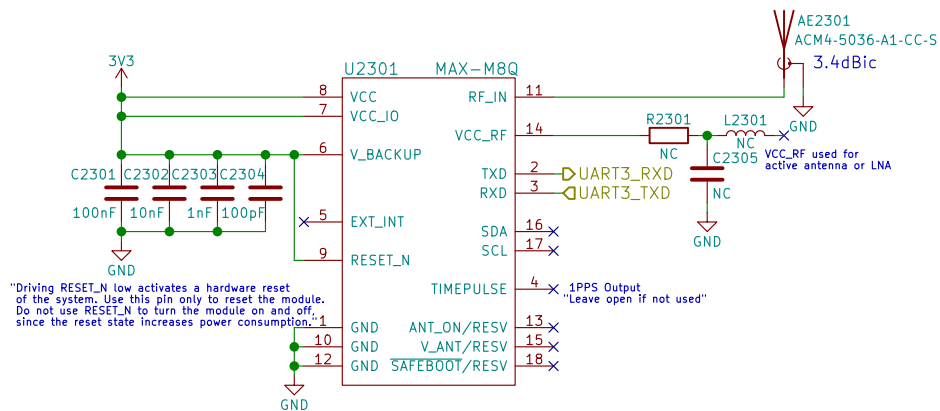 AE2301
ACM4-5036-A1-CC-S
3.4dBic
GND
3V3
U2301 MAX-M8Q
8 VCC
7 VCC_IO
6 V_BACKUP
5 EXT_INT
9 RESET_N
1 GND
10 GND
12 GND
RF_IN 11
VCC_RF 14
TXD 2 UART3_RXD
RXD 3 UART3_TXD
SDA 16
SCL 17
TIMEPULSE 4
ANT_ON/RESV 13
V_ANT/RESV 15
SAFEBOOT/RESV 18
R2301
NC
L2301
NC
C2305
NC
GND
VCC_RF used for
active antenna or LNA
C2301 C2302 C2303 C2304
100nF 10nF 1nF 100pF
GND
"Driving RESET_N low activates a hardware reset
of the system. Use this pin only to reset the module.
Do not use RESET_N to turn the module on and off,
since the reset state increases power consumption."
1PPS Output
"Leave open if not used"
GND